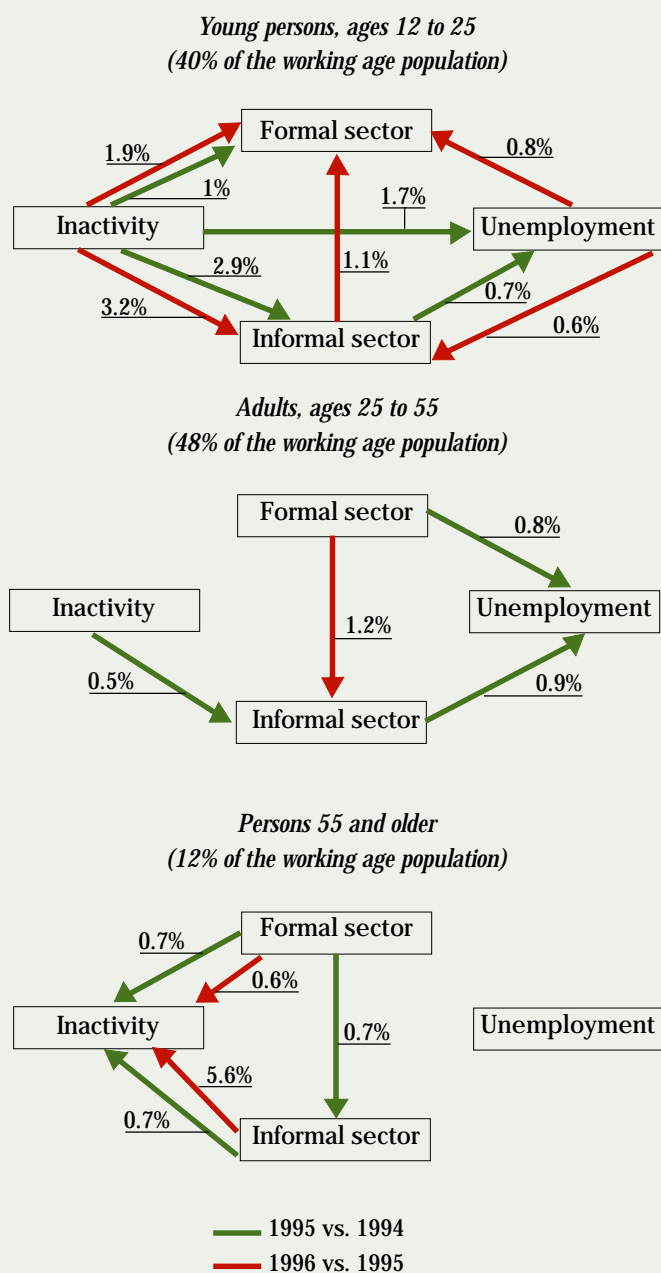 Young persons, ages 12 to 25
(40% of the working age population)
Formal sector
1.9%
0.8%
1%
1.7%
Inactivity
Unemployment
2.9%
1.1%
0.7%
3.2%
0.6%
Informal sector
Adults, ages 25 to 55
(48% of the working age population)
Formal sector
0.8%
Inactivity
Unemployment
1.2%
0.5%
0.9%
Informal sector
Persons 55 and older
(12% of the working age population)
Formal sector
0.7%
0.6%
Inactivity
Unemployment
0.7%
5.6%
0.7%
Informal sector
1995 vs. 1994
1996 vs. 1995